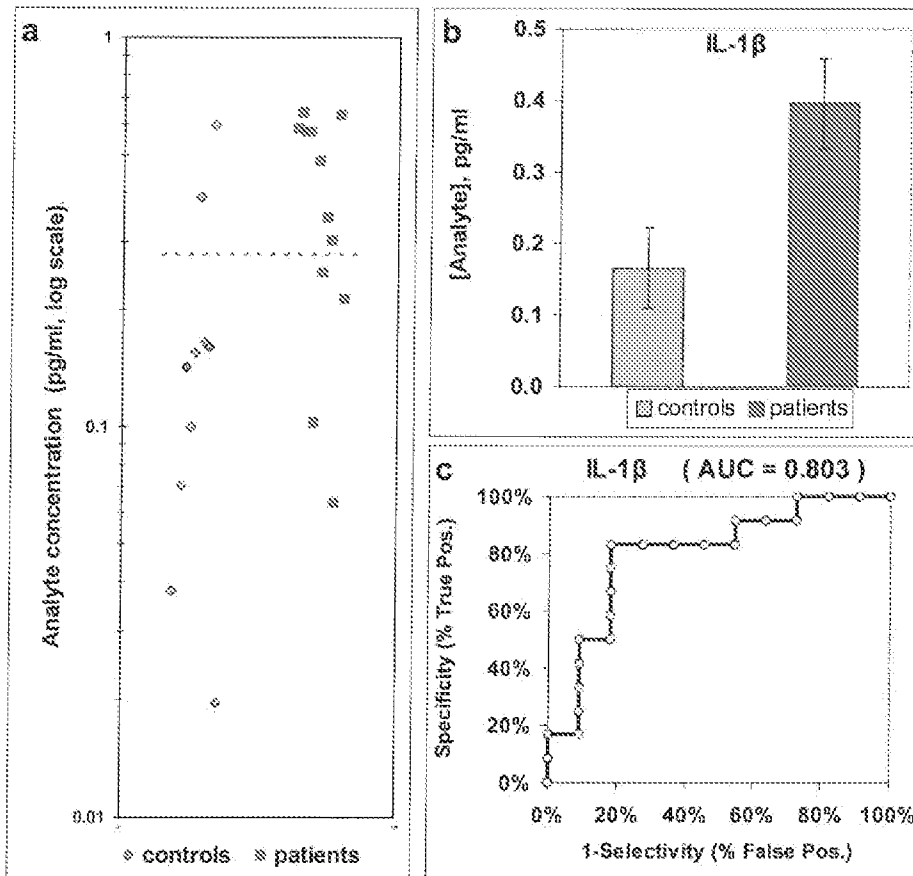 a
1
0.1
0.01
Analyte concentration (pg/ml, log scale)
controls patients
b
IL-1β
[Analyte], pg/ml
0.5
0.4
0.3
0.2
0.1
0.0
controls patients
c
IL-1β ( AUC = 0.803 )
Specificity (% True Pos.)
100%
80%
60%
40%
20%
0%
0% 20% 40% 60% 80% 100%
1-Selectivity (% False Pos.)